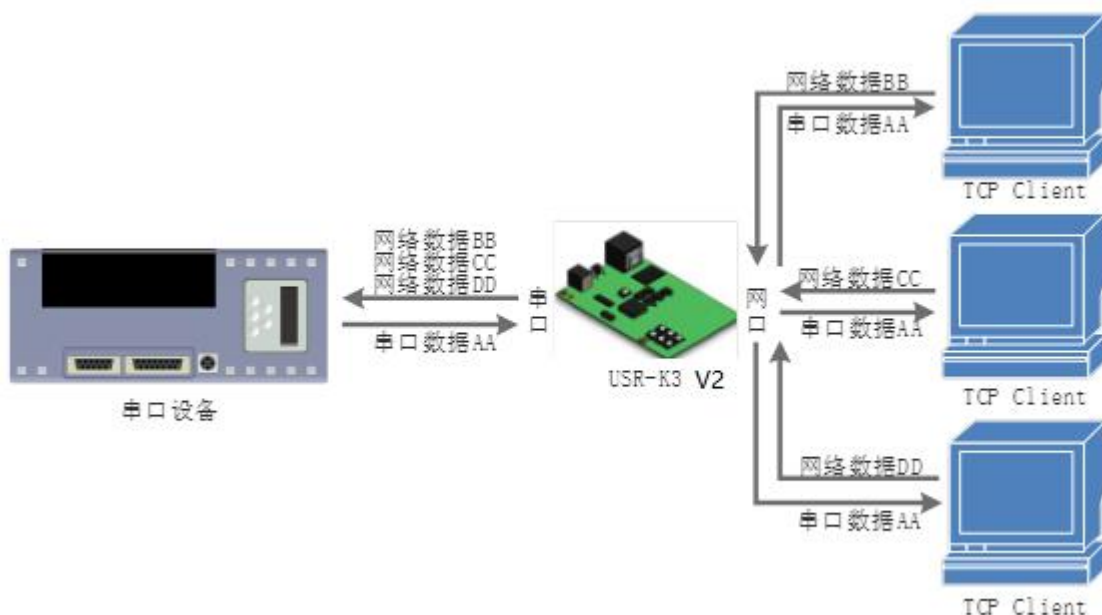 网络数据BB
串口数据AA
TCP Client
网络数据BB
网络数据CC
网络数据DD
串口数据AA
串口
网口
网络数据CC
串口数据AA
USR-K3 V2
串口设备
TCP Client
网络数据DD
串口数据AA
TCP Client